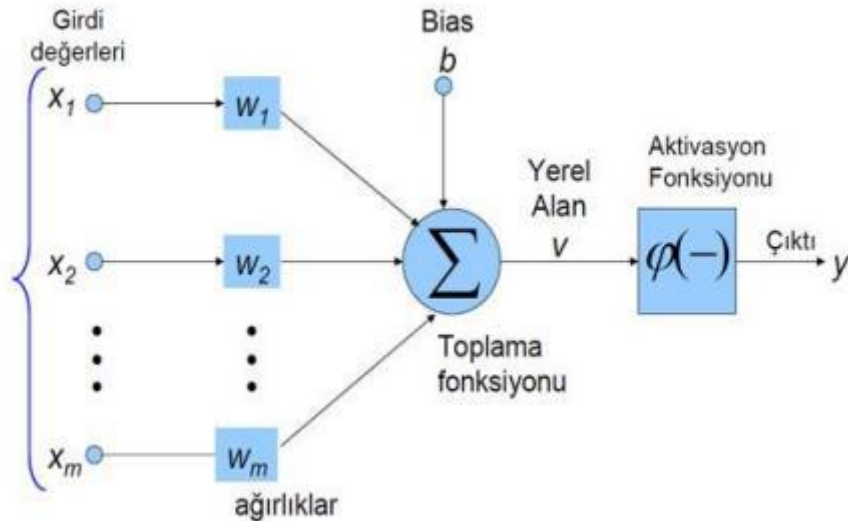 Girdi
değerleri
Bias
b
x1
w1
Yerel
Alan
v
Aktivasyon
Fonksiyonu
x2
w2
∑
φ(−)
Çıktı
y
Toplama
fonksiyonu
xm
wm
ağırlıklar